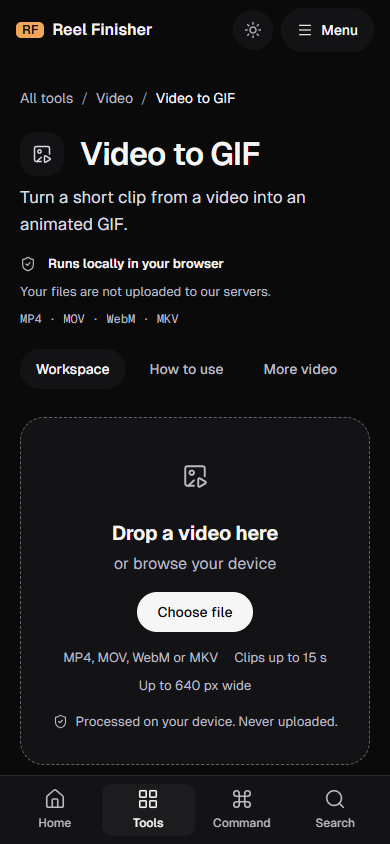 RF Reel Finisher Menu
All tools / Video / Video to GIF
Video to GIF
Turn a short clip from a video into an
animated GIF.
Runs locally in your browser
Your files are not uploaded to our servers.
MP4 · MOV · WebM · MKV
Workspace How to use More video
Drop a video here
or browse your device
Choose file
MP4, MOV, WebM or MKV Clips up to 15 s
Up to 640 px wide
Processed on your device. Never uploaded.
Home Tools Command Search